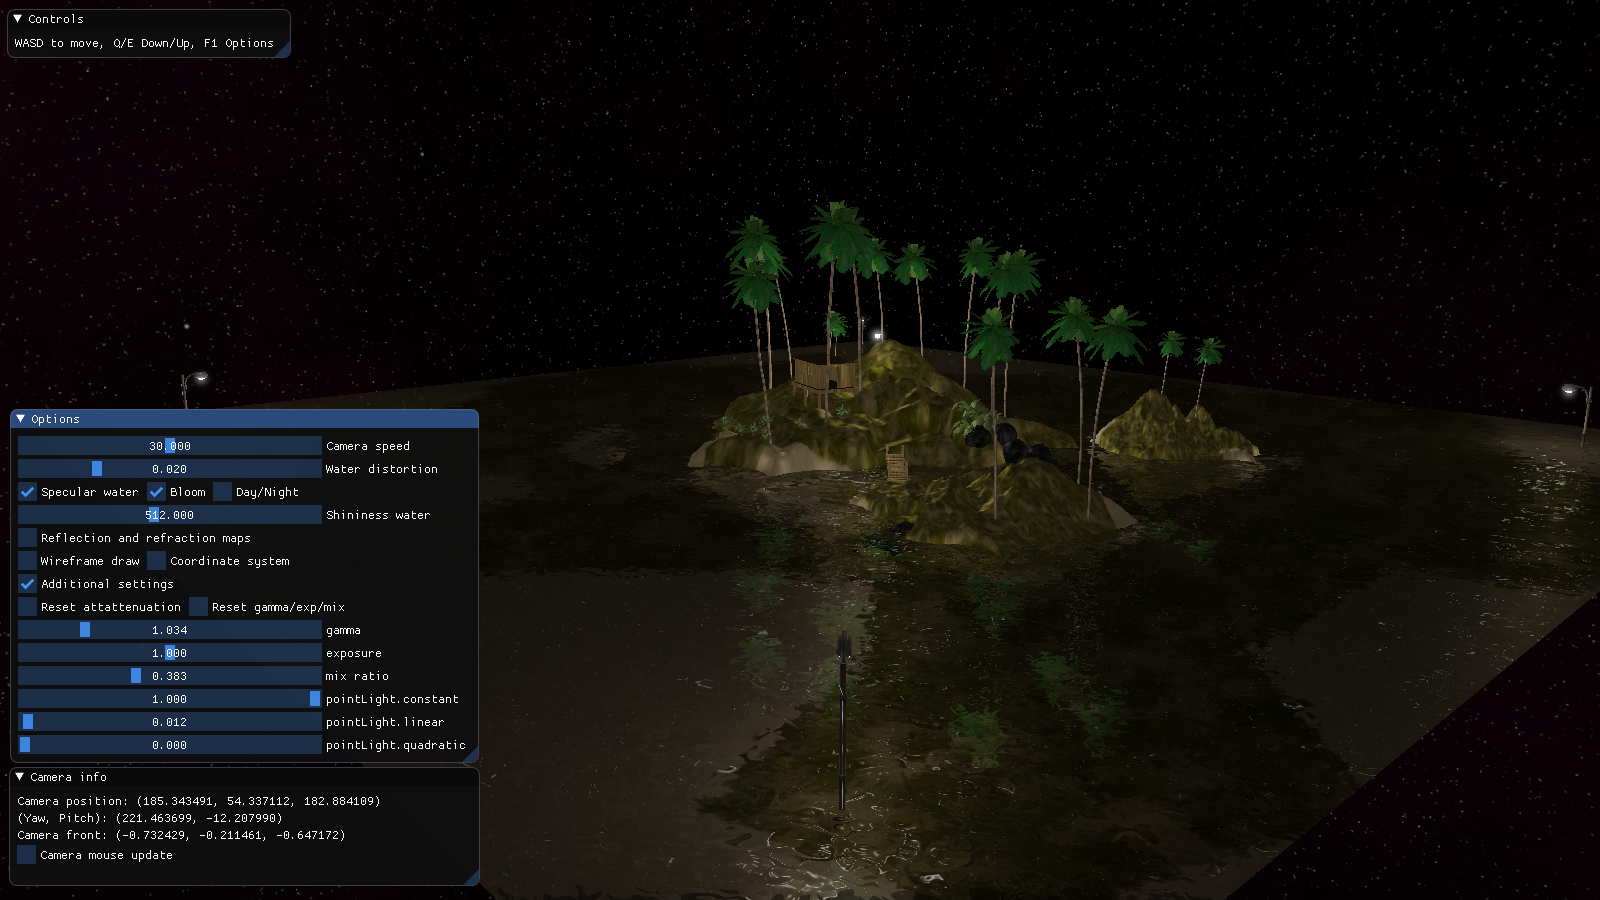 Controls
WASD to move, Q/E Down/Up, F1 Options
Options
30.000 Camera speed
0.020 Water distortion
Specular water Bloom Day/Night
512.000 Shininess water
Reflection and refraction maps
Wireframe draw Coordinate system
Additional settings
Reset attattenuation Reset gamma/exp/mix
1.034 gamma
1.000 exposure
0.383 mix ratio
1.000 pointLight.constant
0.012 pointLight.linear
0.000 pointLight.quadratic
Camera info
Camera position: (185.343491, 54.337112, 182.884109)
(Yaw, Pitch): (221.463699, -12.207990)
Camera front: (-0.732429, -0.211461, -0.647172)
Camera mouse update